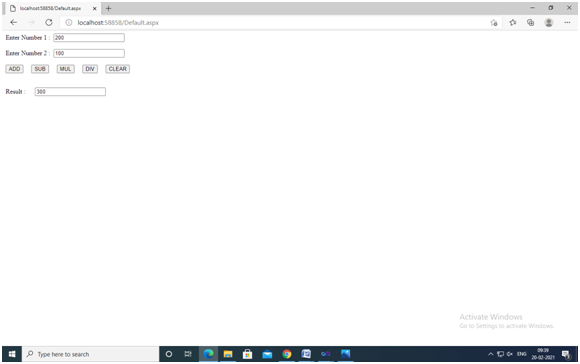 localhost:58858/Default.aspx
localhost:58858/Default.aspx
Enter Number 1 : 200
Enter Number 2 : 100
ADD SUB MUL DIV CLEAR
Result : 300
Activate Windows
Go to Settings to activate Windows.
Type here to search
ENG
09:39
20-02-2021